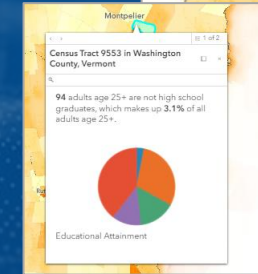 Montpelier
1 of 2
Census Tract 9553 in Washington
County, Vermont
94 adults age 25+ are not high school
graduates, which makes up 3.1% of all
adults age 25+.
Educational Attainment